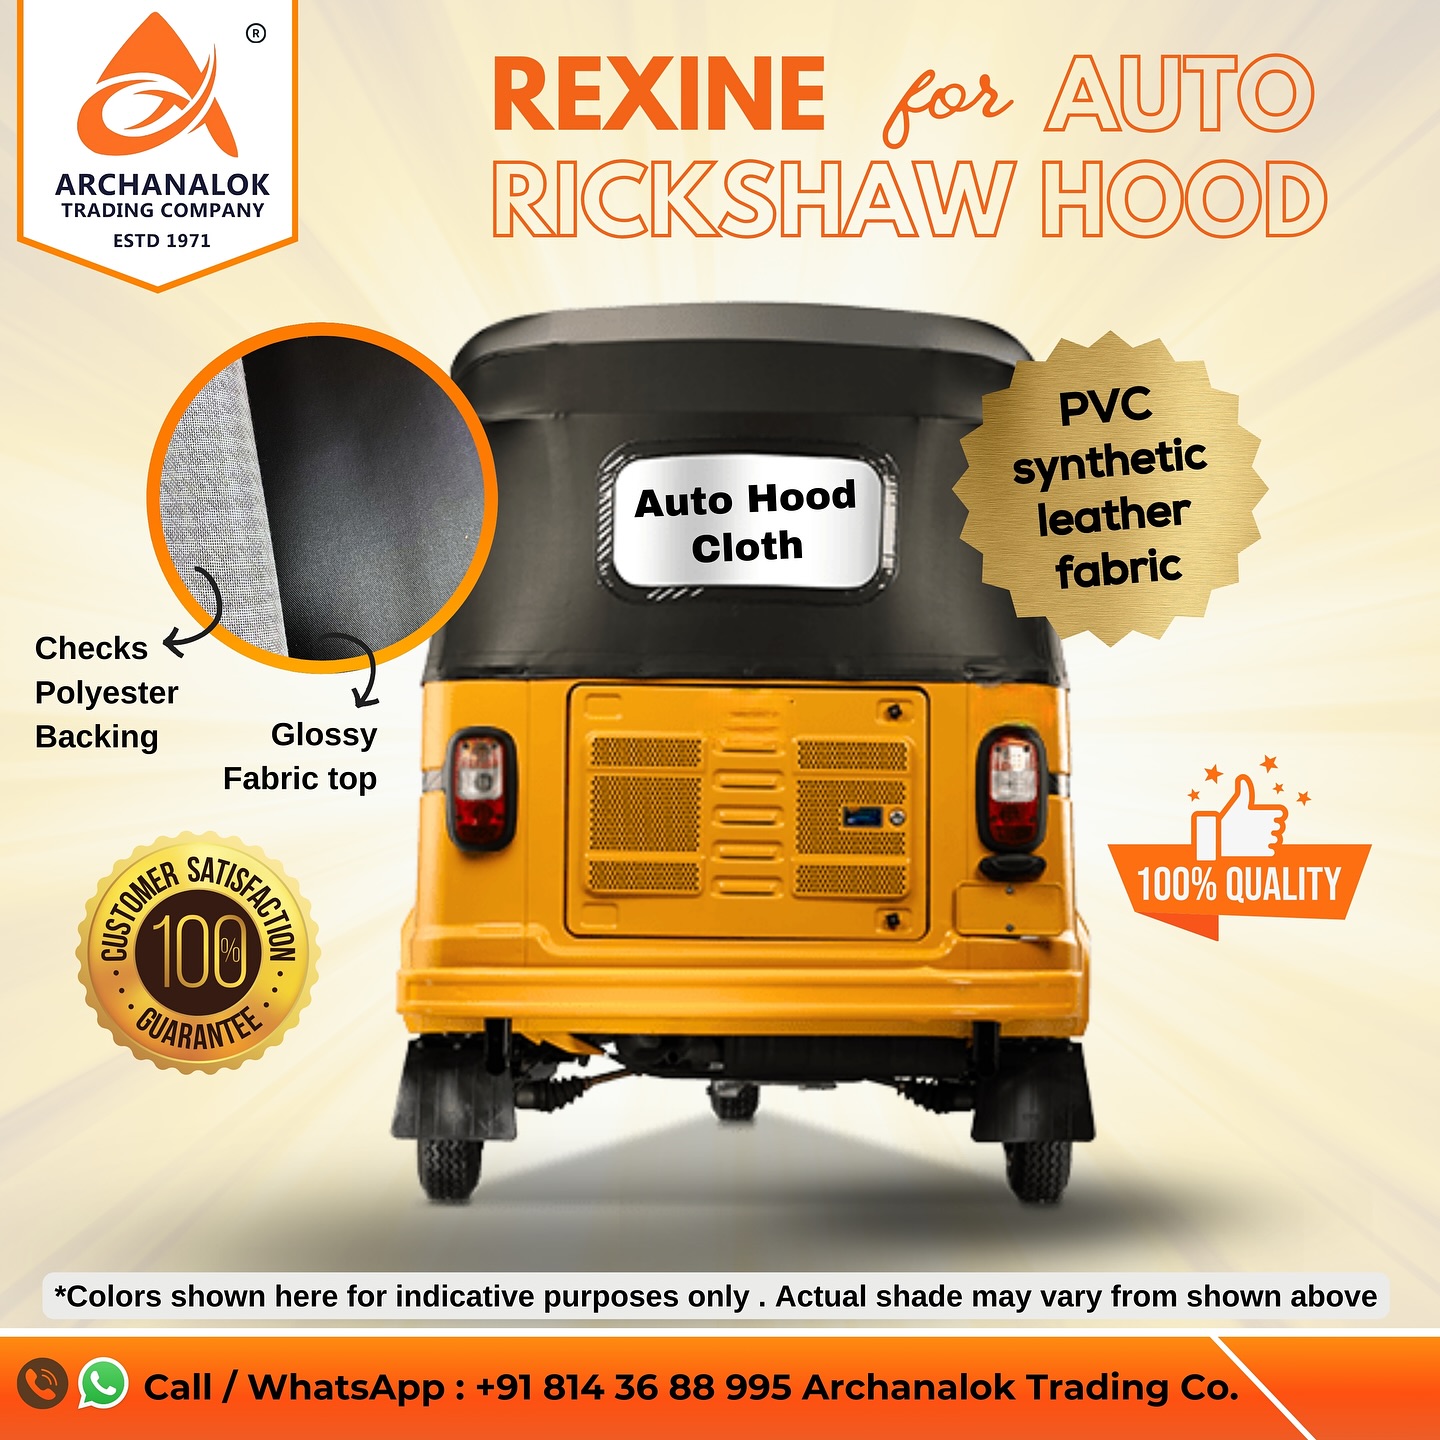 ®
ARCHANALOK
TRADING COMPANY
ESTD 1971
REXINE for AUTO
RICKSHAW HOOD
PVC
synthetic
leather
fabric
Auto Hood
Cloth
Checks
Polyester
Backing
Glossy
Fabric top
CUSTOMER SATISFACTION
100%
GUARANTEE
100% QUALITY
*Colors shown here for indicative purposes only . Actual shade may vary from shown above
Call / WhatsApp : +91 814 36 88 995 Archanalok Trading Co.